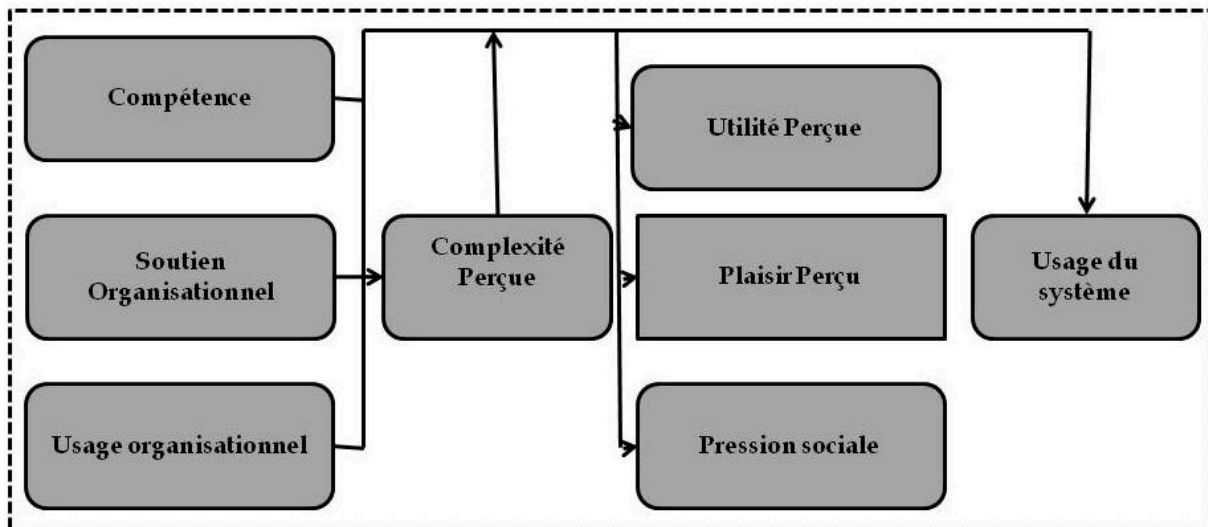 Compétence
Utilité Perçue
Soutien
Organisationnel
Complexité
Perçue
Plaisir Perçu
Usage du
système
Usage organisationnel
Pression sociale